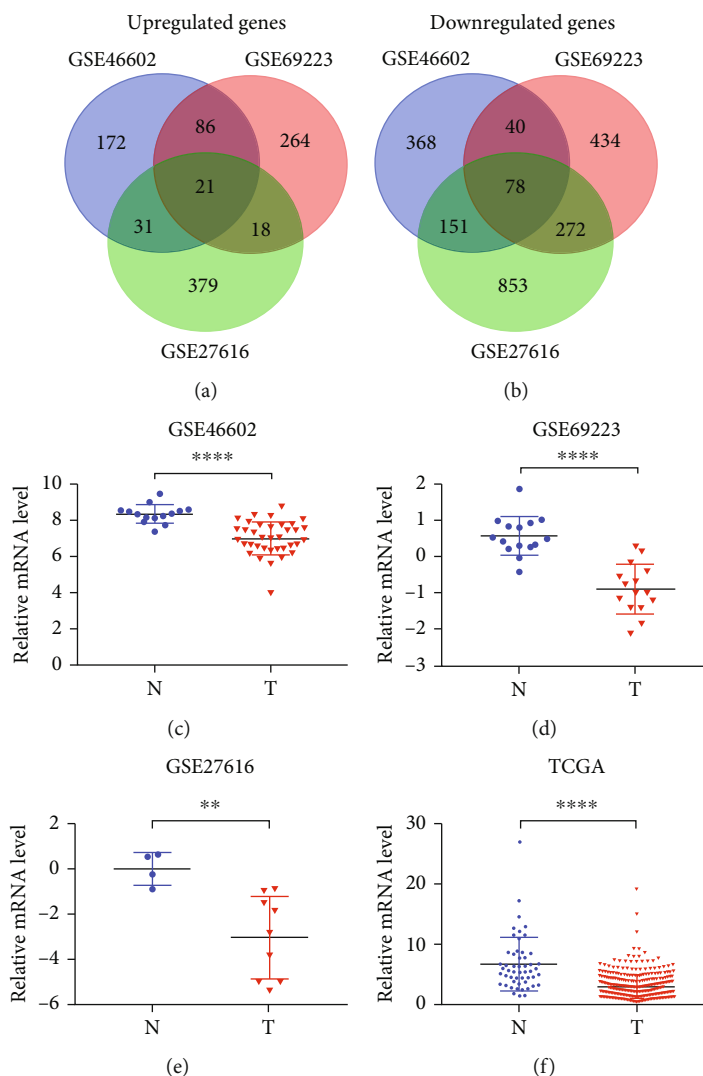 Upregulated genes
GSE46602
GSE69223
172
86
264
21
31
18
379
GSE27616
(a)
Downregulated genes
GSE46602
GSE69223
368
40
434
78
151
272
853
GSE27616
(b)
GSE46602
****
Relative mRNA level
10
8
6
4
2
0
N
T
(c)
GSE69223
****
Relative mRNA level
2
1
0
−1
−2
−3
N
T
(d)
GSE27616
**
Relative mRNA level
2
0
−2
−4
−6
N
T
(e)
TCGA
****
Relative mRNA level
30
20
10
0
N
T
(f)